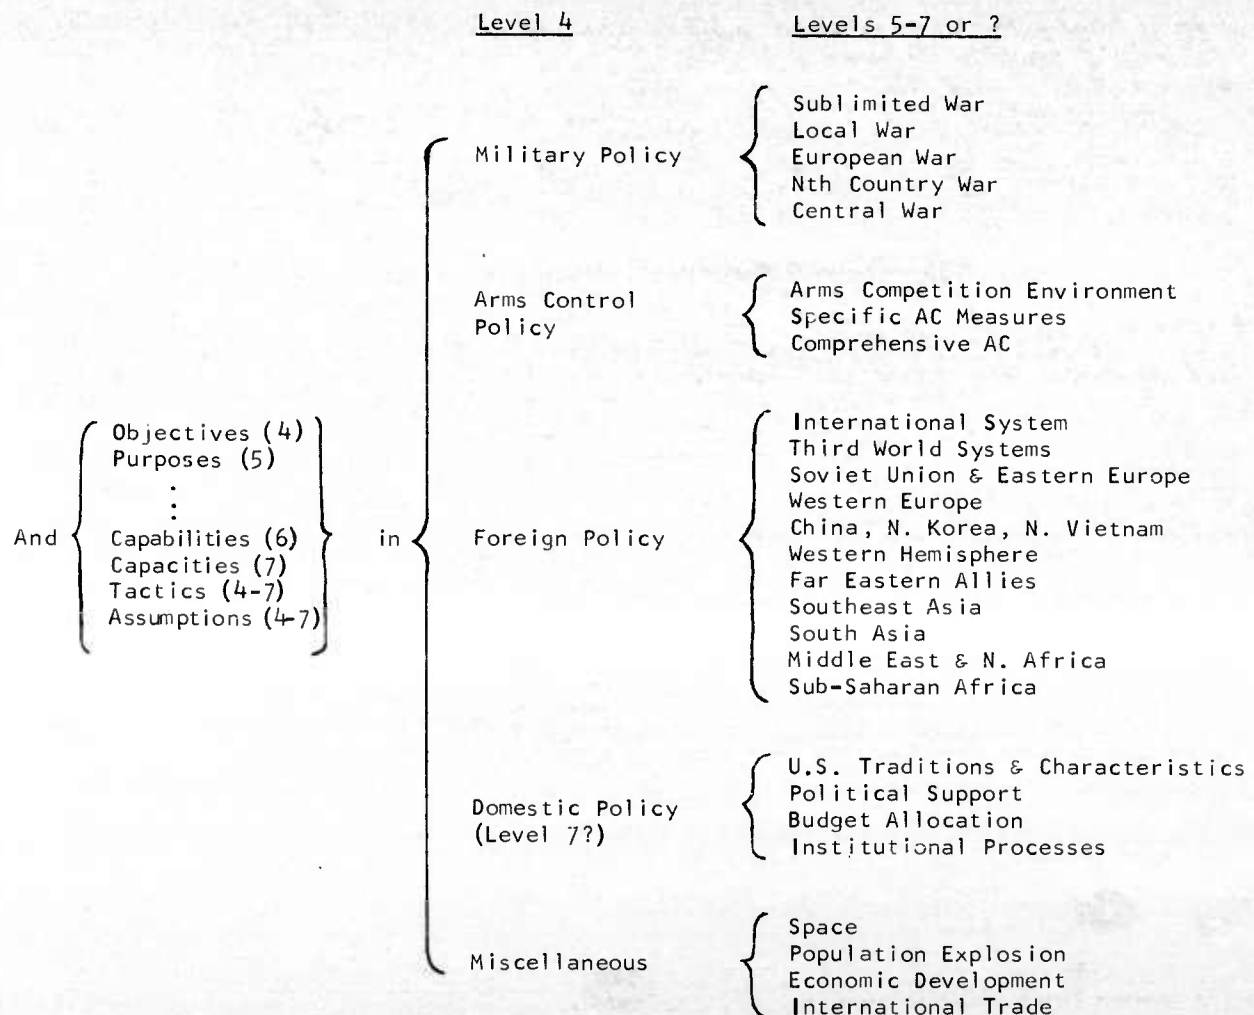 Level 4
Levels 5-7 or ?
Military Policy
Sublimited War
Local War
European War
Nth Country War
Central War
Arms Control
Policy
Arms Competition Environment
Specific AC Measures
Comprehensive AC
And
Objectives (4)
Purposes (5)
Capabilities (6)
Capacities (7)
Tactics (4-7)
Assumptions (4-7)
in
Foreign Policy
International System
Third World Systems
Soviet Union & Eastern Europe
Western Europe
China, N. Korea, N. Vietnam
Western Hemisphere
Far Eastern Allies
Southeast Asia
South Asia
Middle East & N. Africa
Sub-Saharan Africa
Domestic Policy
(Level 7?)
U.S. Traditions & Characteristics
Political Support
Budget Allocation
Institutional Processes
Miscellaneous
Space
Population Explosion
Economic Development
International Trade